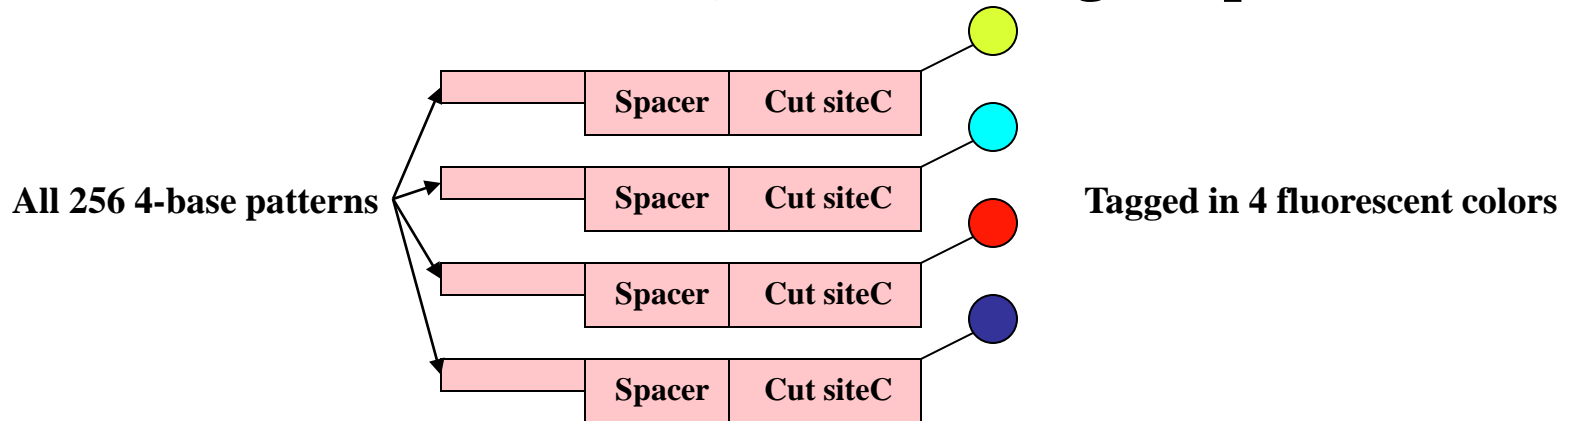 Spacer Cut siteC
Spacer Cut siteC
All 256 4-base patterns
Tagged in 4 fluorescent colors
Spacer Cut siteC
Spacer Cut siteC